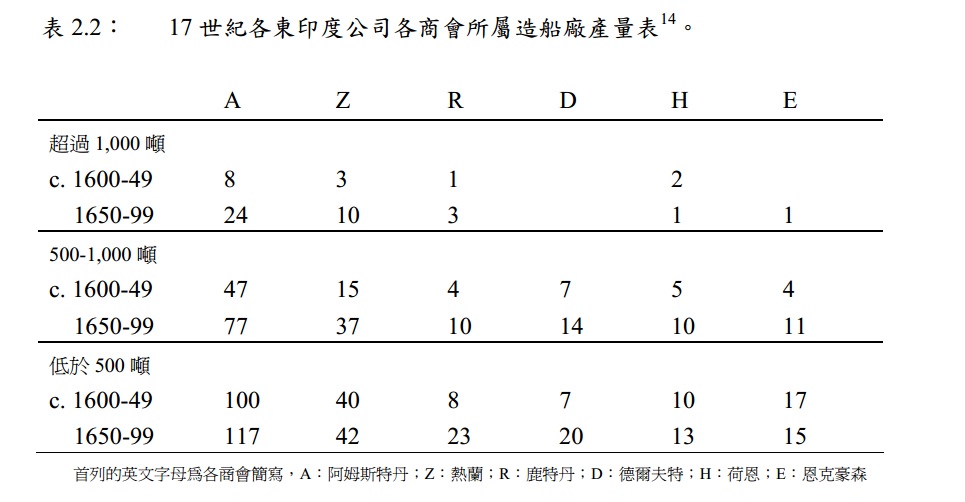 表 2.2： 17 世紀各東印度公司各商會所屬造船廠產量表14。
A Z R D H E
超過 1,000 噸
c. 1600-49 8 3 1 2
1650-99 24 10 3 1 1
500-1,000 噸
c. 1600-49 47 15 4 7 5 4
1650-99 77 37 10 14 10 11
低於 500 噸
c. 1600-49 100 40 8 7 10 17
1650-99 117 42 23 20 13 15
首列的英文字母爲各商會簡寫，A：阿姆斯特丹；Z：熱蘭；R：鹿特丹；D：德爾夫特；H：荷恩；E：恩克豪森